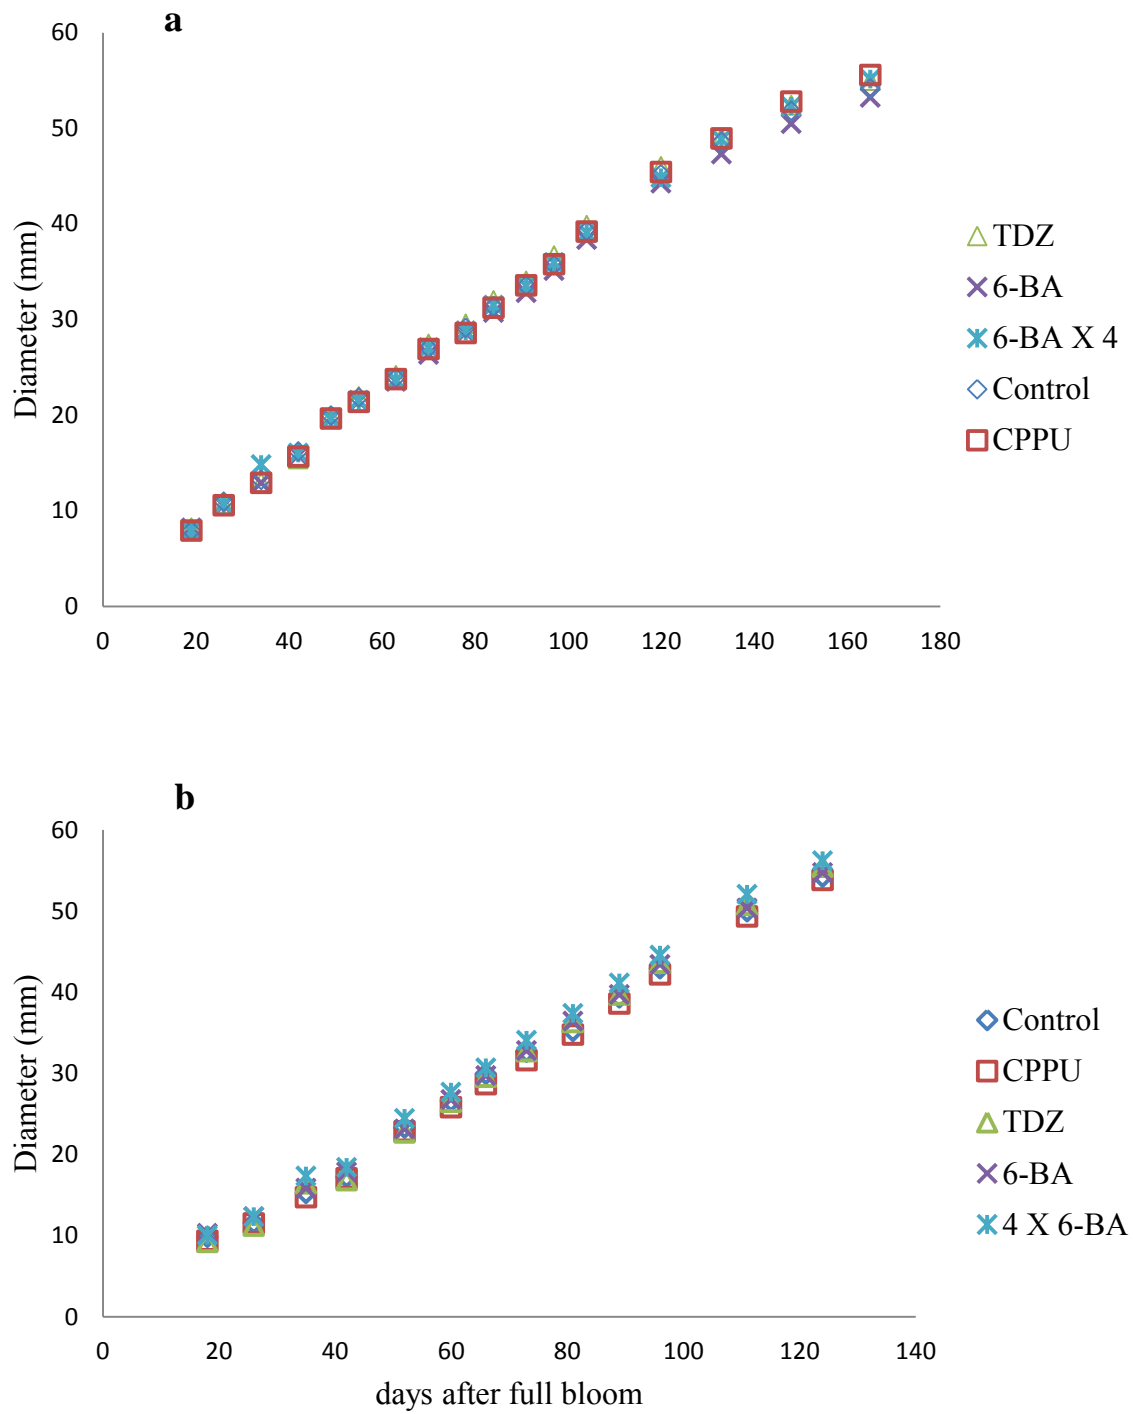 a
60
50
40
30
20
10
0
Diameter (mm)
0 20 40 60 80 100 120 140 160 180
TDZ
6-BA
6-BA X 4
Control
CPPU
b
60
50
40
30
20
10
0
Diameter (mm)
0 20 40 60 80 100 120 140
days after full bloom
Control
CPPU
TDZ
6-BA
4 X 6-BA